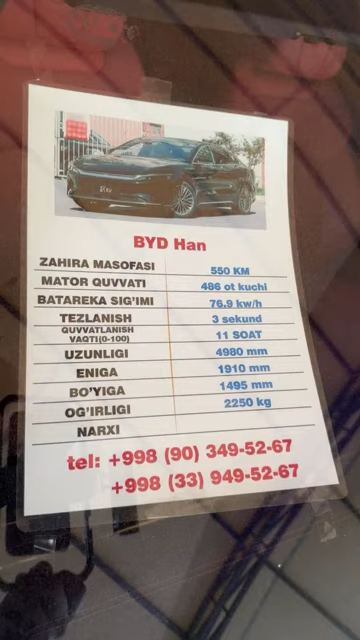 BYD Han
ZAHIRA MASOFASI 550 KM
MATOR QUVVATI 486 ot kuchi
BATAREKA SIG'IMI 76.9 kw/h
TEZLANISH 3 sekund
QUVVATLANISH
VAQTI(0-100) 11 SOAT
UZUNLIGI 4980 mm
ENIGA 1910 mm
BO'YIGA 1495 mm
OG'IRLIGI 2250 kg
NARXI
tel: +998 (90) 349-52-67
+998 (33) 949-52-67